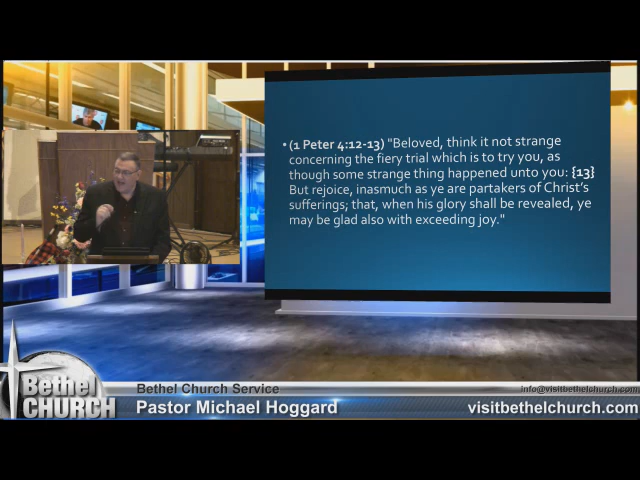 • (1 Peter 4:12-13) "Beloved, think it not strange
concerning the fiery trial which is to try you, as
though some strange thing happened unto you: {13}
But rejoice, inasmuch as ye are partakers of Christ's
sufferings; that, when his glory shall be revealed, ye
may be glad also with exceeding joy."
Bethel
CHURCH
Bethel Church Service
info@visitbethelchurch.com
Pastor Michael Hoggard
visitbethelchurch.com